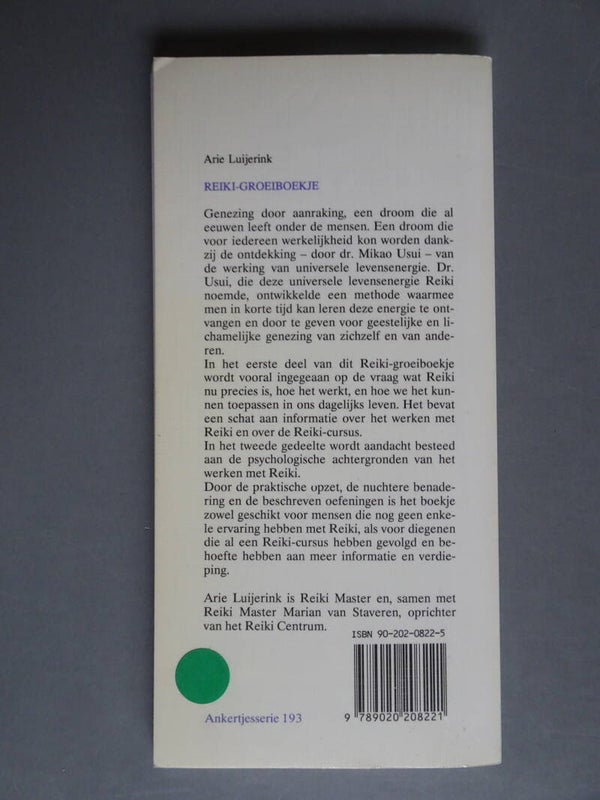 Arie Luijerink
REIKI-GROEIBOEKJE
Genezing door aanraking, een droom die al
eeuwen leeft onder de mensen. Een droom die
voor iedereen werkelijkheid kon worden dank-
zij de ontdekking – door dr. Mikao Usui – van
de werking van universele levensenergie. Dr.
Usui, die deze universele levensenergie Reiki
noemde, ontwikkelde een methode waarmee
men in korte tijd kan leren deze energie te ont-
vangen en door te geven voor geestelijke en li-
chamelijke genezing van zichzelf en van ande-
ren.
In het eerste deel van dit Reiki-groeiboekje
wordt vooral ingegeaan op de vraag wat Reiki
nu precies is, hoe het werkt, en hoe we het kun-
nen toepassen in ons dagelijks leven. Het bevat
een schat aan informatie over het werken met
Reiki en over de Reiki-cursus.
In het tweede gedeelte wordt aandacht besteed
aan de psychologische achtergronden van het
werken met Reiki.
Door de praktische opzet, de nuchtere benade-
ring en de beschreven oefeningen is het boekje
zowel geschikt voor mensen die nog geen enke-
le ervaring hebben met Reiki, als voor diegenen
die al een Reiki-cursus hebben gevolgd en be-
hoefte hebben aan meer informatie en verdie-
ping.
Arie Luijerink is Reiki Master en, samen met
Reiki Master Marian van Staveren, oprichter
van het Reiki Centrum.
ISBN 90-202-0822-5
Ankertjesserie 193
9 789020 208221